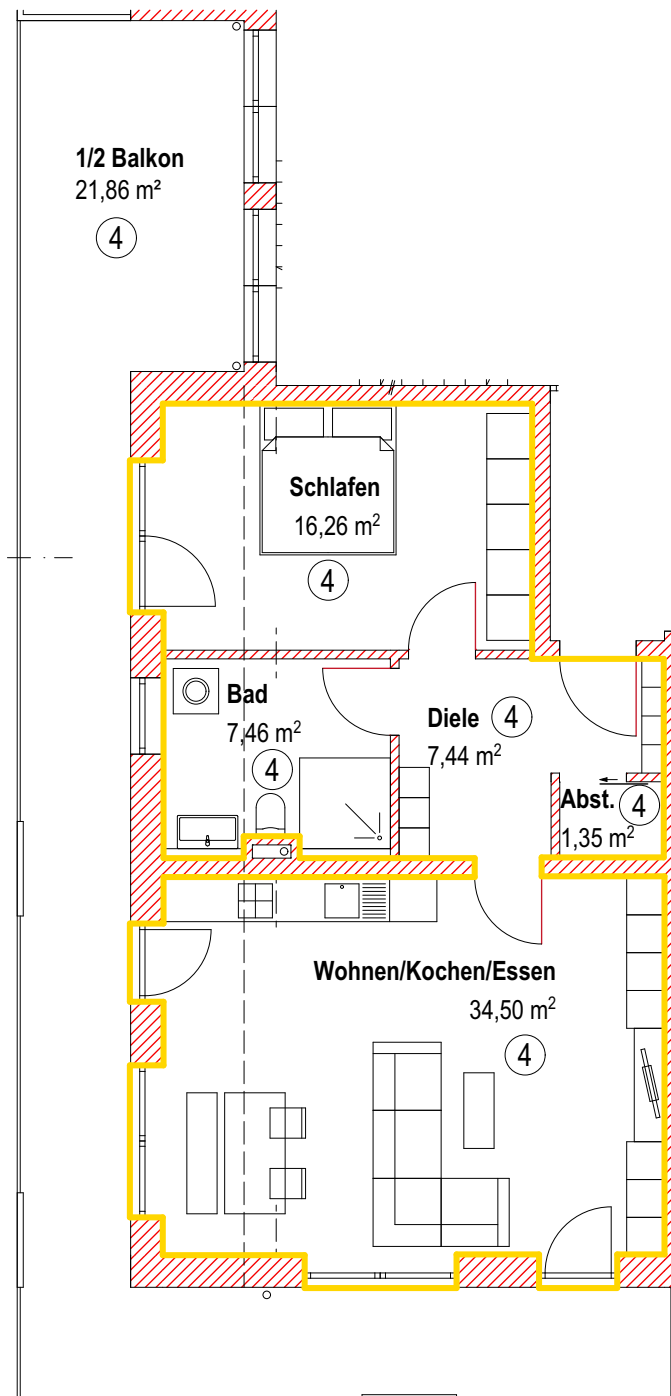 1/2 Balkon
21,86 m²
4
Schlafen
16,26 m²
4
Bad
7,46 m²
4
Diele 4
7,44 m²
Abst. 4
1,35 m²
Wohnen/Kochen/Essen
34,50 m²
4